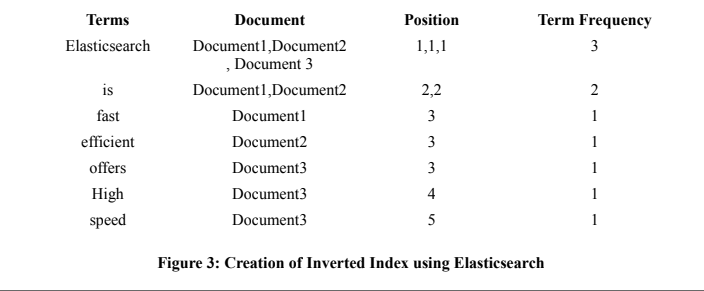 Terms Document Position Term Frequency
Elasticsearch Document1,Document2 1,1,1 3
, Document 3
is Document1,Document2 2,2 2
fast Document1 3 1
efficient Document2 3 1
offers Document3 3 1
High Document3 4 1
speed Document3 5 1
Figure 3: Creation of Inverted Index using Elasticsearch